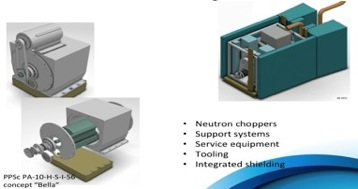 • Neutron choppers
• Support systems
• Service equipment
• Tooling
• Integrated shielding
PPSc PA-10-H-S-I-56
concept "Bella"